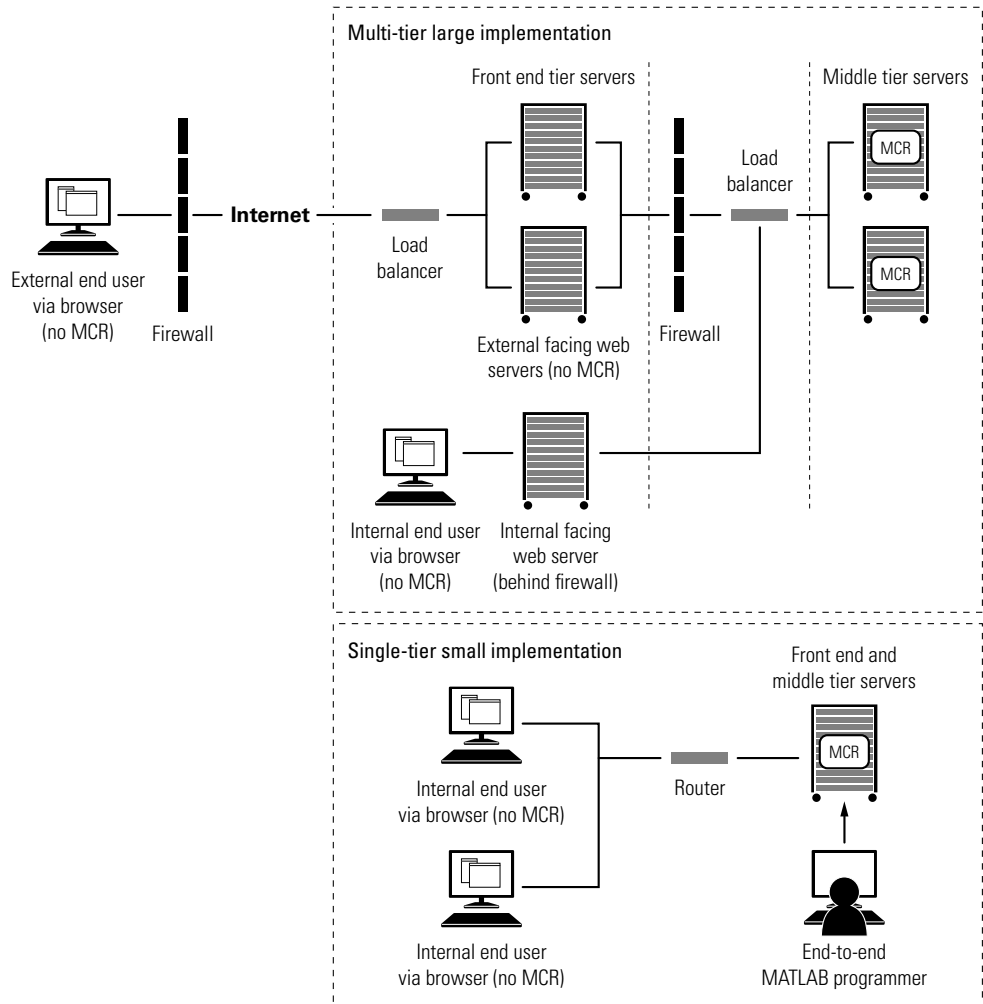 Multi-tier large implementation
Front end tier servers
Middle tier servers
MCR
Load
balancer
Internet
Load
balancer
MCR
External end user
via browser
(no MCR)
Firewall
External facing web
servers (no MCR)
Firewall
Internal end user
via browser
(no MCR)
Internal facing
web server
(behind firewall)
Single-tier small implementation
Front end and
middle tier servers
MCR
Internal end user
via browser (no MCR)
Router
Internal end user
via browser (no MCR)
End-to-end
MATLAB programmer